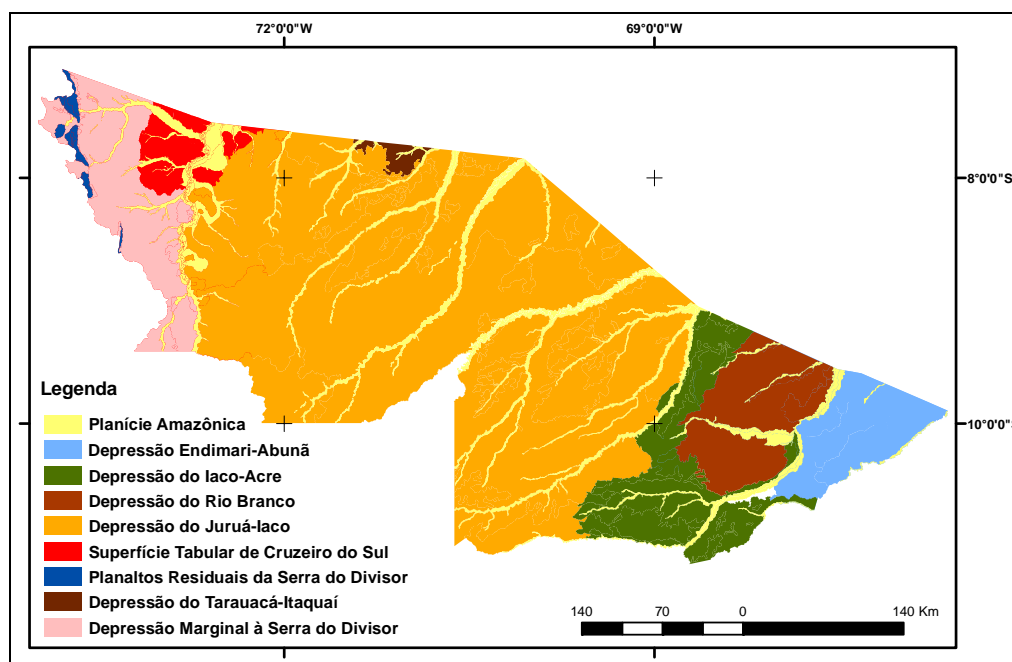 72°0'0"W 69°0'0"W
8°0'0"S
10°0'0"S
Legenda
Planície Amazônica
Depressão Endimari-Abunã
Depressão do Iaco-Acre
Depressão do Rio Branco
Depressão do Juruá-Iaco
Superfície Tabular de Cruzeiro do Sul
Planaltos Residuais da Serra do Divisor
Depressão do Tarauacá-Itaquaí
Depressão Marginal à Serra do Divisor
140 70 0 140 Km